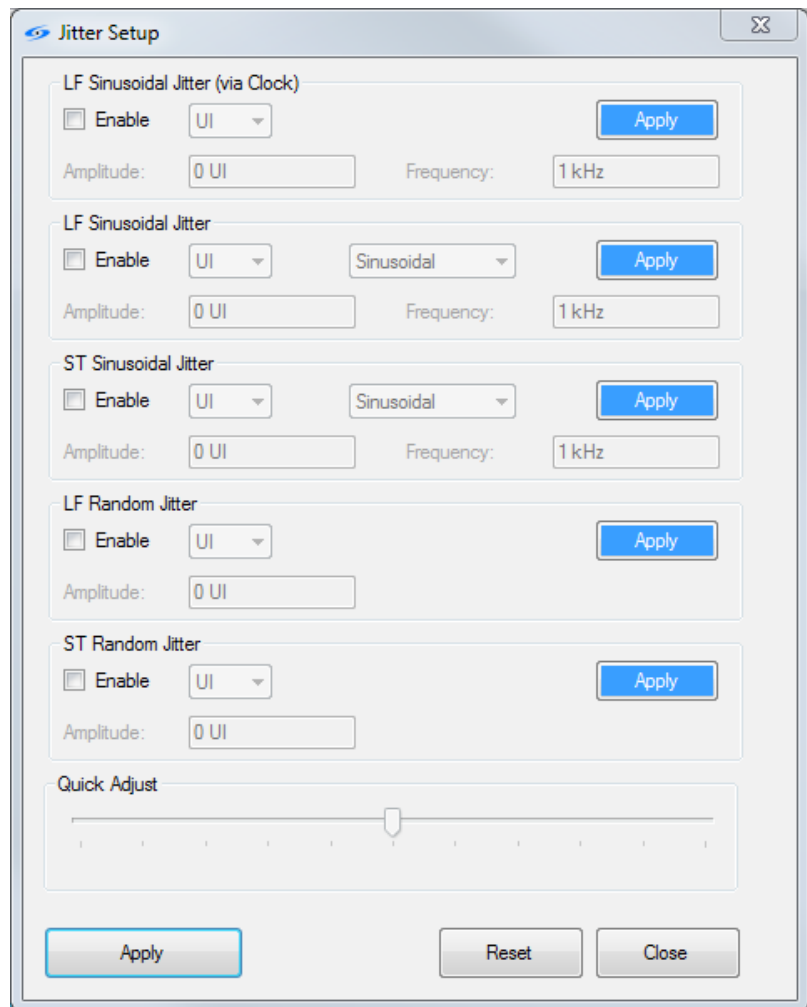 Jitter Setup
LF Sinusoidal Jitter (via Clock)
Enable UI Apply
Amplitude: 0 UI Frequency: 1 kHz
LF Sinusoidal Jitter
Enable UI Sinusoidal Apply
Amplitude: 0 UI Frequency: 1 kHz
ST Sinusoidal Jitter
Enable UI Sinusoidal Apply
Amplitude: 0 UI Frequency: 1 kHz
LF Random Jitter
Enable UI Apply
Amplitude: 0 UI
ST Random Jitter
Enable UI Apply
Amplitude: 0 UI
Quick Adjust
Apply Reset Close